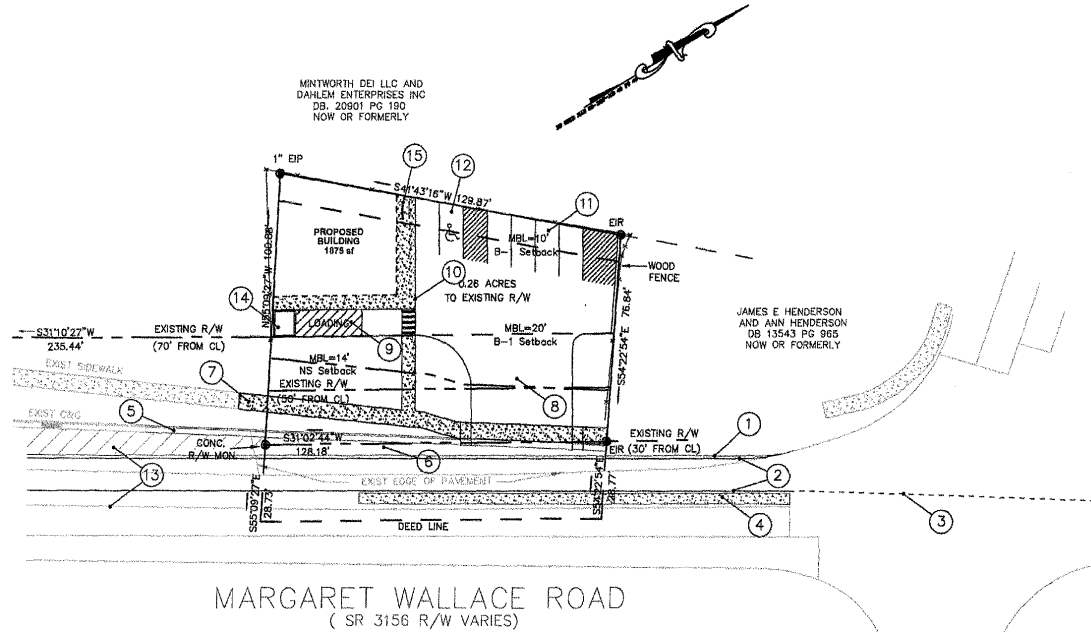 MINTWORTH DEI LLC AND
DAHLEM ENTERPRISES INC
DB. 20901 PG 190
NOW OR FORMERLY
1" EIP
15
12
S41°43'16"W 129.87'
11
EIR
PROPOSED
BUILDING
1875 sf
MBL=10'
B-1 Setback
WOOD
FENCE
10
0.26 ACRES
TO EXISTING R/W
14
LOADING
9
S31°10'27"W
235.44'
EXISTING R/W
(70' FROM CL)
MBL=20'
B-1 Setback
76.84'
S54°22'54"E
JAMES E HENDERSON
AND ANN HENDERSON
DB 13543 PG 965
NOW OR FORMERLY
MBL=14'
NS Setback
EXIST SIDEWALK
7
EXISTING R/W
(50' FROM CL)
8
EXIST C&G
5
CONC.
R/W MON.
S31°02'44"W
128.18'
6
EXISTING R/W
EIR (30' FROM CL)
1
2
13
EXIST EDGE OF PAVEMENT
S55°09'27"E
28.73'
S54°22'54"E
28.77'
4
3
DEED LINE
MARGARET WALLACE ROAD
( SR 3156 R/W VARIES)